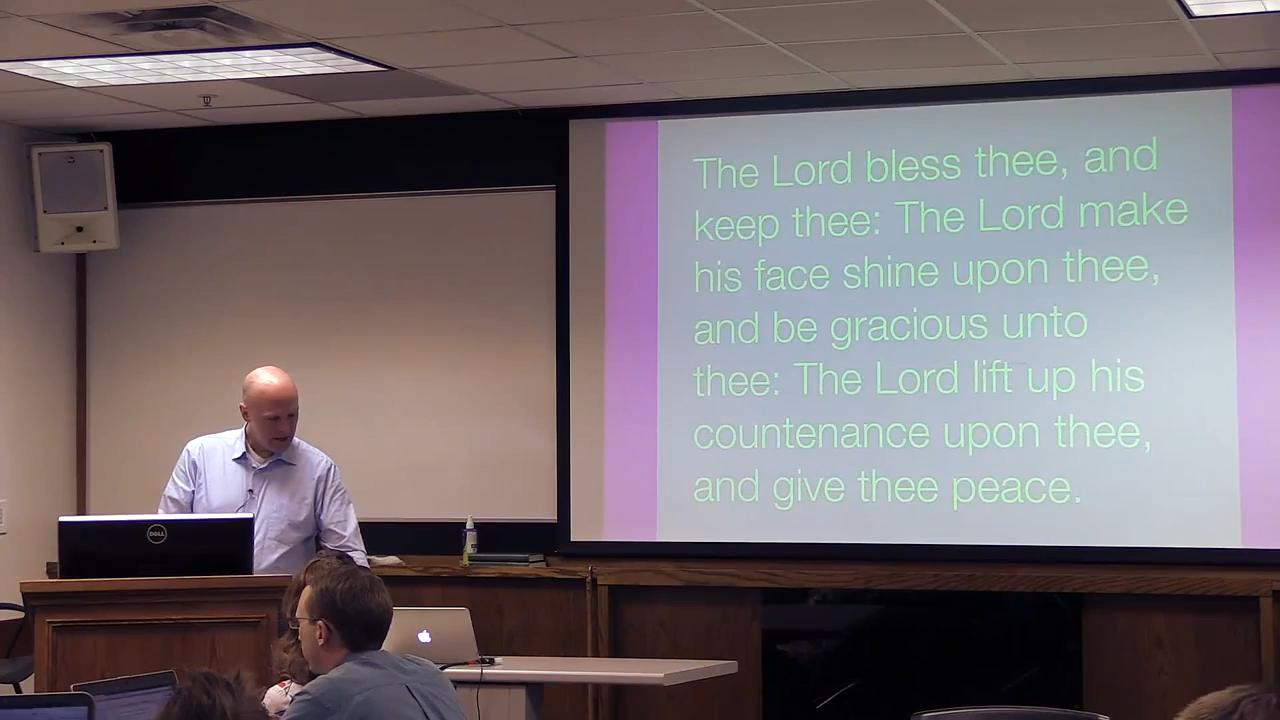 The Lord bless thee, and
keep thee: The Lord make
his face shine upon thee,
and be gracious unto
thee: The Lord lift up his
countenance upon thee,
and give thee peace.
DELL